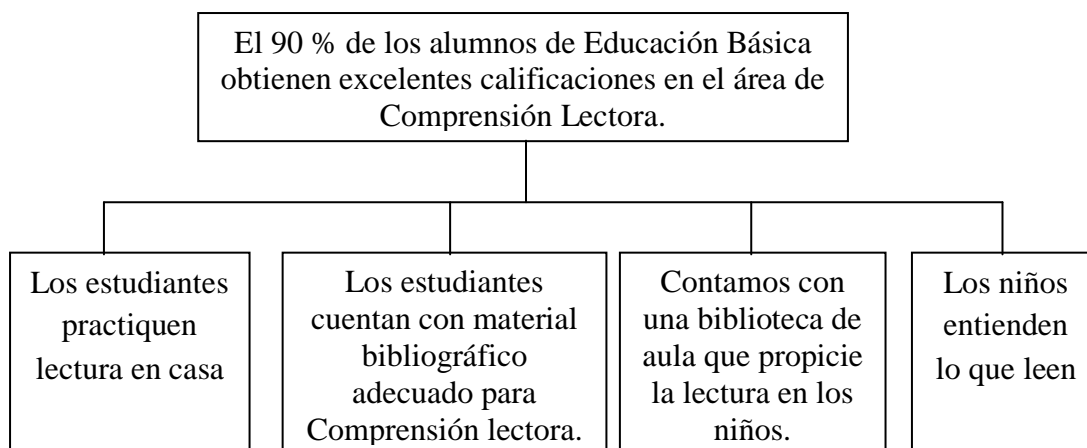 El 90 % de los alumnos de Educación Básica
obtienen excelentes calificaciones en el área de
Comprensión Lectora.
Los estudiantes
practiquen
lectura en casa
Los estudiantes
cuentan con material
bibliográfico
adecuado para
Comprensión lectora.
Contamos con
una biblioteca de
aula que propicie
la lectura en los
niños.
Los niños
entienden
lo que leen